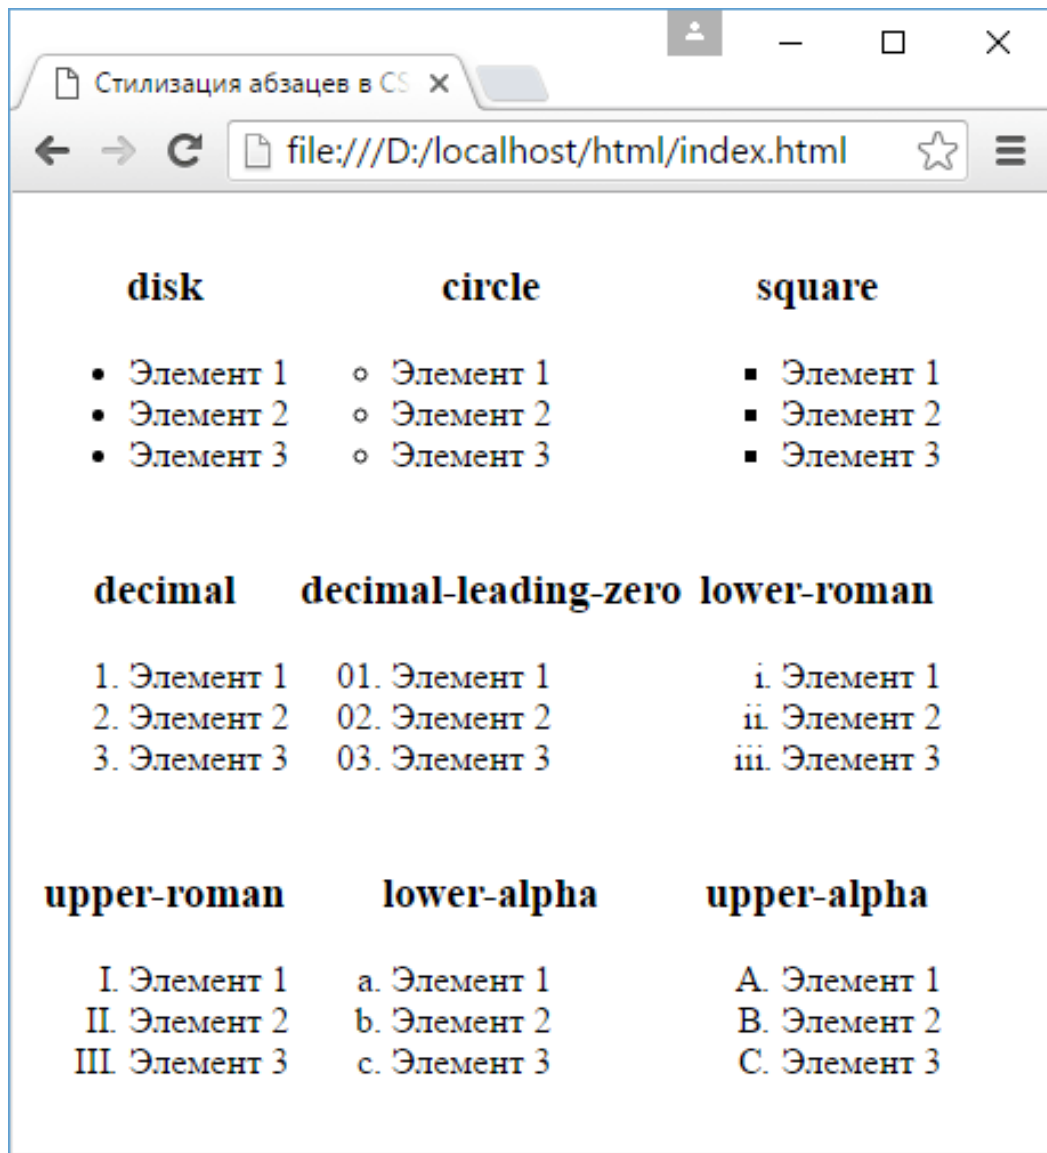 Стилизация абзацев в CS
file:///D:/localhost/html/index.html
disk circle square
• Элемент 1 ○ Элемент 1 ▪ Элемент 1
• Элемент 2 ○ Элемент 2 ▪ Элемент 2
• Элемент 3 ○ Элемент 3 ▪ Элемент 3
decimal decimal-leading-zero lower-roman
1. Элемент 1 01. Элемент 1 i. Элемент 1
2. Элемент 2 02. Элемент 2 ii. Элемент 2
3. Элемент 3 03. Элемент 3 iii. Элемент 3
upper-roman lower-alpha upper-alpha
I. Элемент 1 a. Элемент 1 A. Элемент 1
II. Элемент 2 b. Элемент 2 B. Элемент 2
III. Элемент 3 c. Элемент 3 C. Элемент 3